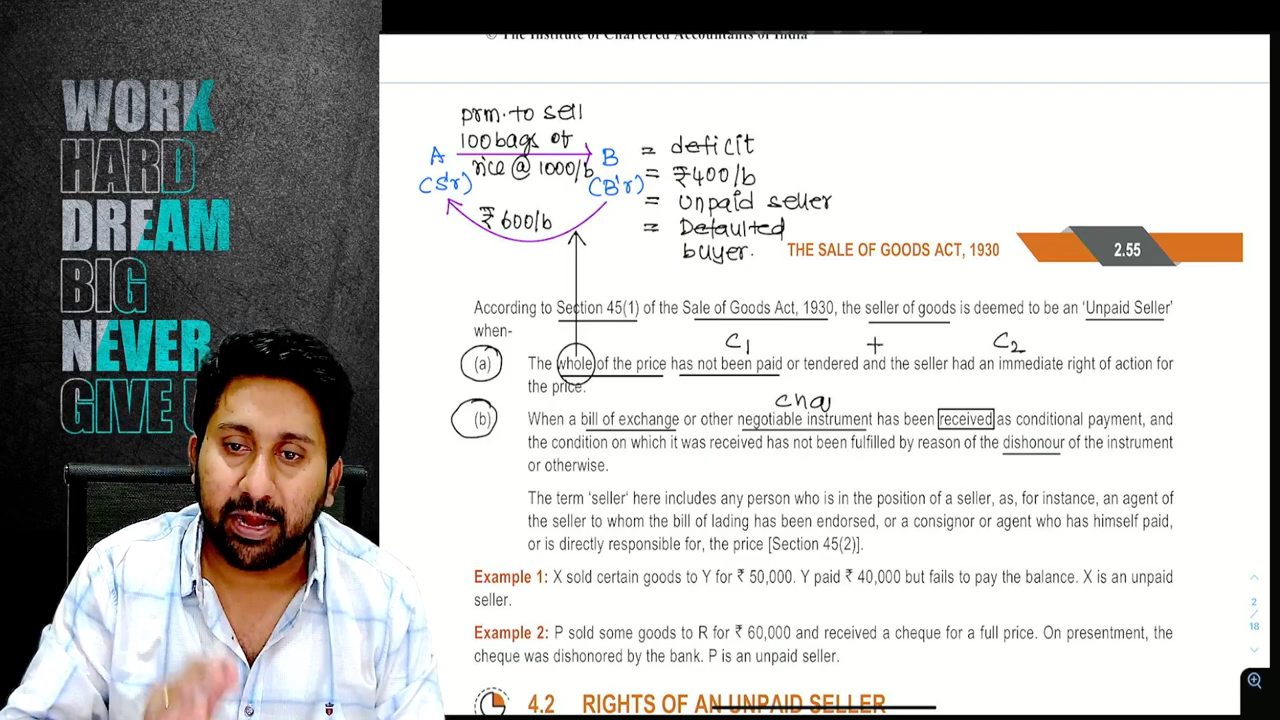 WORK
HARD
DREAM
BIG
NEVER
GIVE U
© The Institute of Chartered Accountants of India
prm. to sell
100 bags of
rice @ 1000/b
A
(S'r)
B
(B'r)
₹ 600/b
= deficit
= ₹400/b
= Unpaid seller
= Defaulted
buyer.
THE SALE OF GOODS ACT, 1930
2.55
According to Section 45(1) of the Sale of Goods Act, 1930, the seller of goods is deemed to be an 'Unpaid Seller'
when-
C1 + C2
(a) The whole of the price has not been paid or tendered and the seller had an immediate right of action for
the price.
(b) When a bill of exchange or other negotiable instrument has been received as conditional payment, and
the condition on which it was received has not been fulfilled by reason of the dishonour of the instrument
or otherwise.
The term 'seller' here includes any person who is in the position of a seller, as, for instance, an agent of
the seller to whom the bill of lading has been endorsed, or a consignor or agent who has himself paid,
or is directly responsible for, the price [Section 45(2)].
Example 1: X sold certain goods to Y for ₹ 50,000. Y paid ₹ 40,000 but fails to pay the balance. X is an unpaid
seller.
Example 2: P sold some goods to R for ₹ 60,000 and received a cheque for a full price. On presentment, the
cheque was dishonored by the bank. P is an unpaid seller.
4.2 RIGHTS OF AN UNPAID SELLER
2
/
18